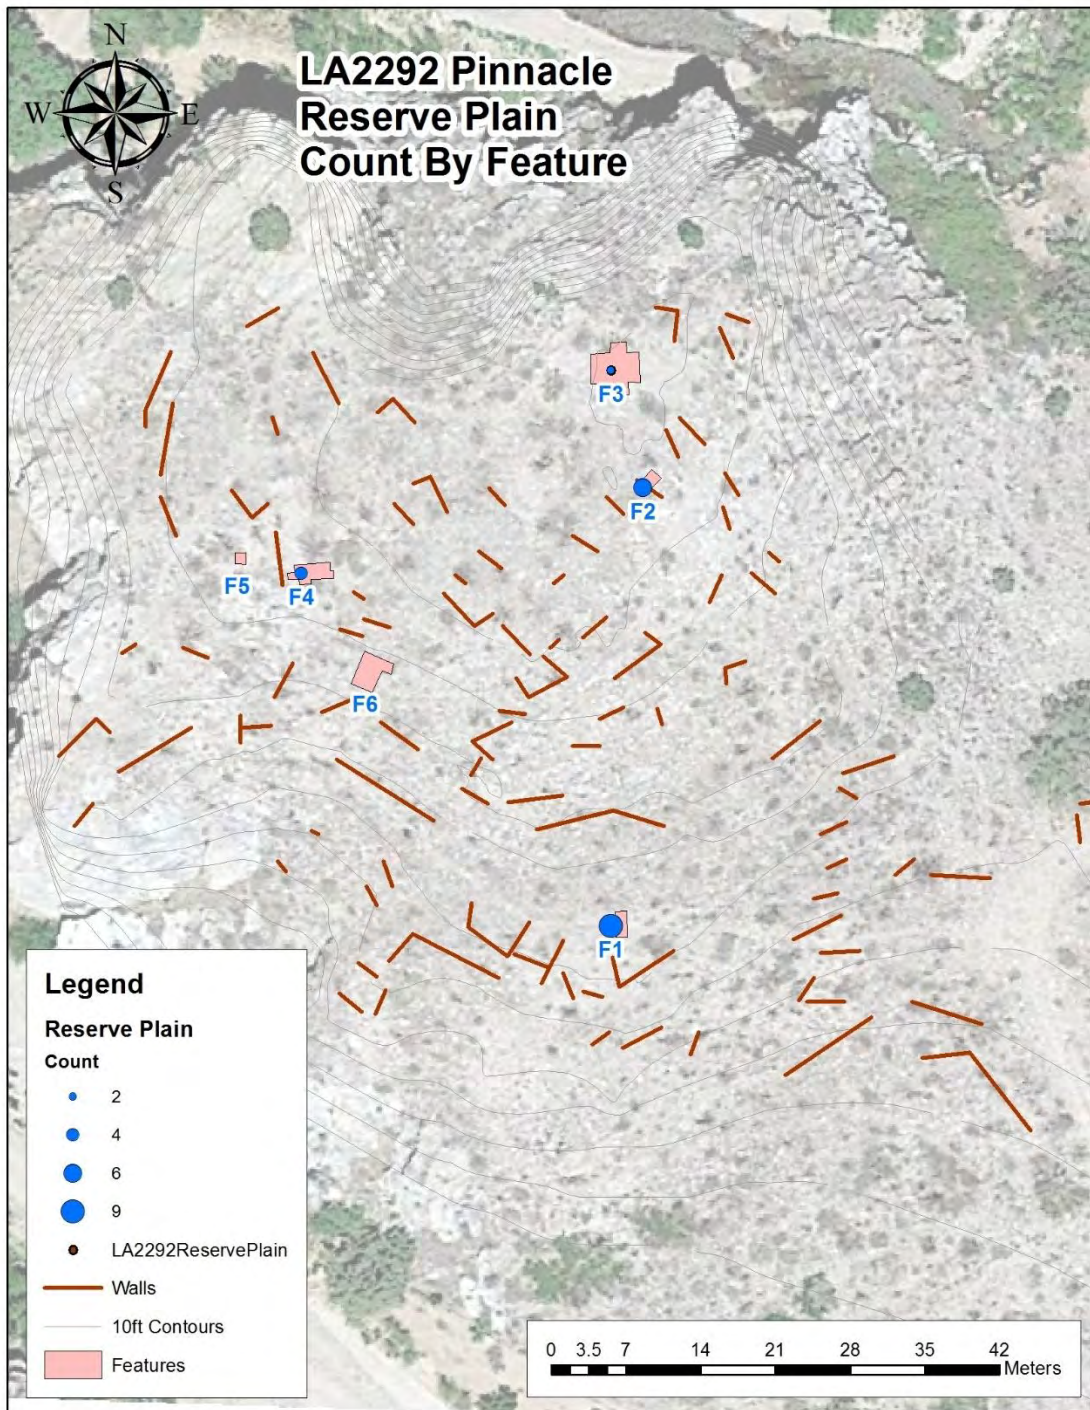 N
W E
S
LA2292 Pinnacle
Reserve Plain
Count By Feature
F3
F2
F5
F4
F6
F1
Legend
Reserve Plain
Count
2
4
6
9
LA2292ReservePlain
Walls
10ft Contours
Features
0 3.5 7 14 21 28 35 42
Meters